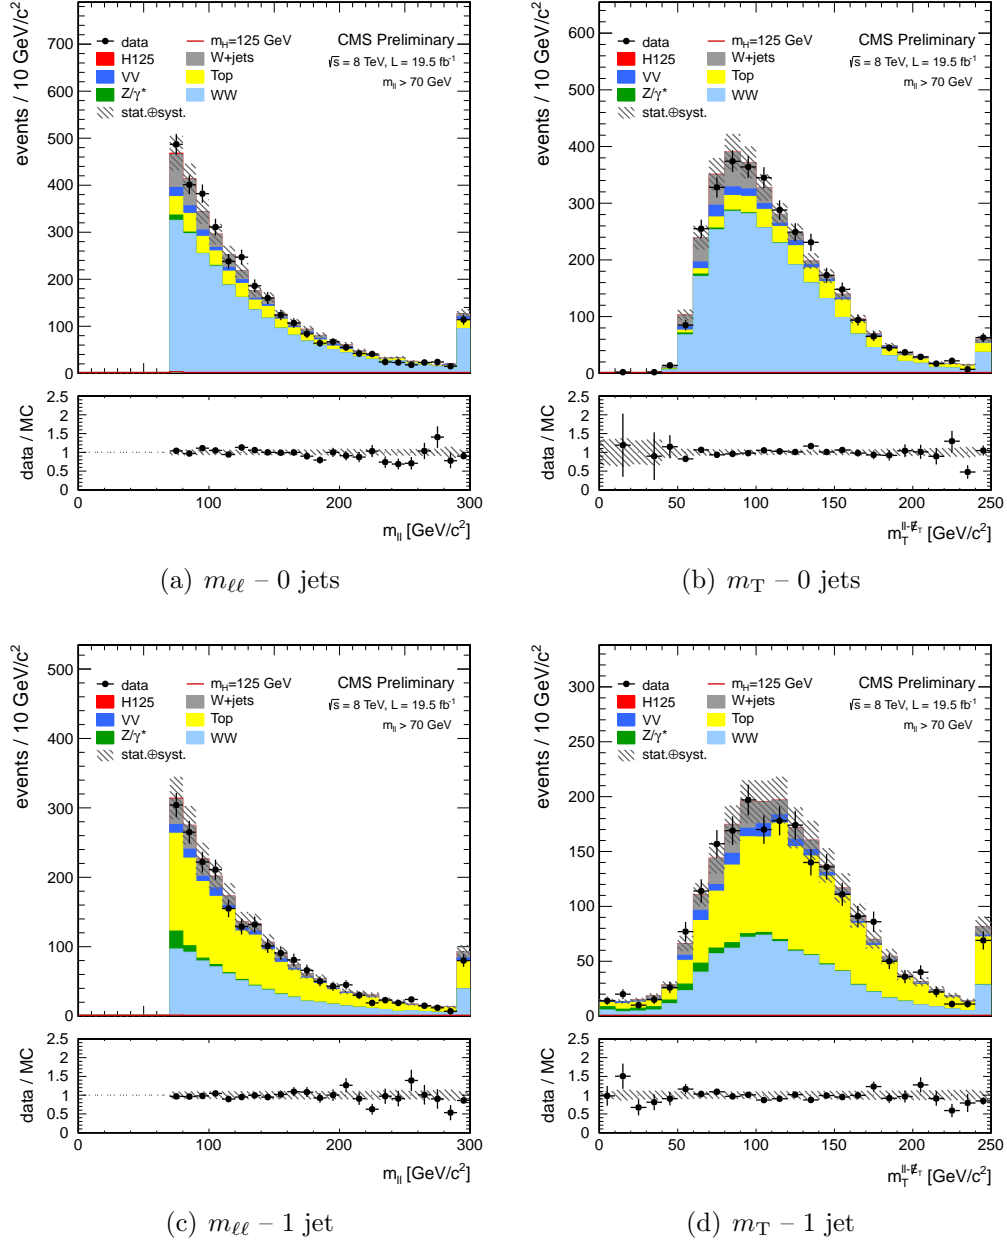 events / 10 GeV/c²
700
600
500
400
300
200
100
0
data
m_H=125 GeV
CMS Preliminary
H125
W+jets
√s = 8 TeV, L = 19.5 fb⁻¹
VV
Top
m_ll > 70 GeV
Z/γ*
WW
stat.⊕syst.
data / MC
2.5
2
1.5
1
0.5
0
0 100 200 300
m_ll [GeV/c²]
(a) m_ℓℓ – 0 jets
events / 10 GeV/c²
600
500
400
300
200
100
0
data
m_H=125 GeV
CMS Preliminary
H125
W+jets
√s = 8 TeV, L = 19.5 fb⁻¹
VV
Top
m_ll > 70 GeV
Z/γ*
WW
stat.⊕syst.
data / MC
2.5
2
1.5
1
0.5
0
0 50 100 150 200 250
m_T^ll-E̸_T [GeV/c²]
(b) m_T – 0 jets
events / 10 GeV/c²
500
400
300
200
100
0
data
m_H=125 GeV
CMS Preliminary
H125
W+jets
√s = 8 TeV, L = 19.5 fb⁻¹
VV
Top
m_ll > 70 GeV
Z/γ*
WW
stat.⊕syst.
data / MC
2.5
2
1.5
1
0.5
0
0 100 200 300
m_ll [GeV/c²]
(c) m_ℓℓ – 1 jet
events / 10 GeV/c²
300
250
200
150
100
50
0
data
m_H=125 GeV
CMS Preliminary
H125
W+jets
√s = 8 TeV, L = 19.5 fb⁻¹
VV
Top
m_ll > 70 GeV
Z/γ*
WW
stat.⊕syst.
data / MC
2.5
2
1.5
1
0.5
0
0 50 100 150 200 250
m_T^ll-E̸_T [GeV/c²]
(d) m_T – 1 jet